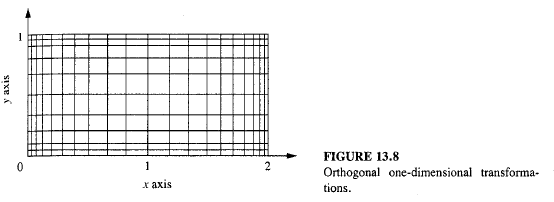 1
y axis
0
1
2
x axis
FIGURE 13.8
Orthogonal one-dimensional transforma-
tions.